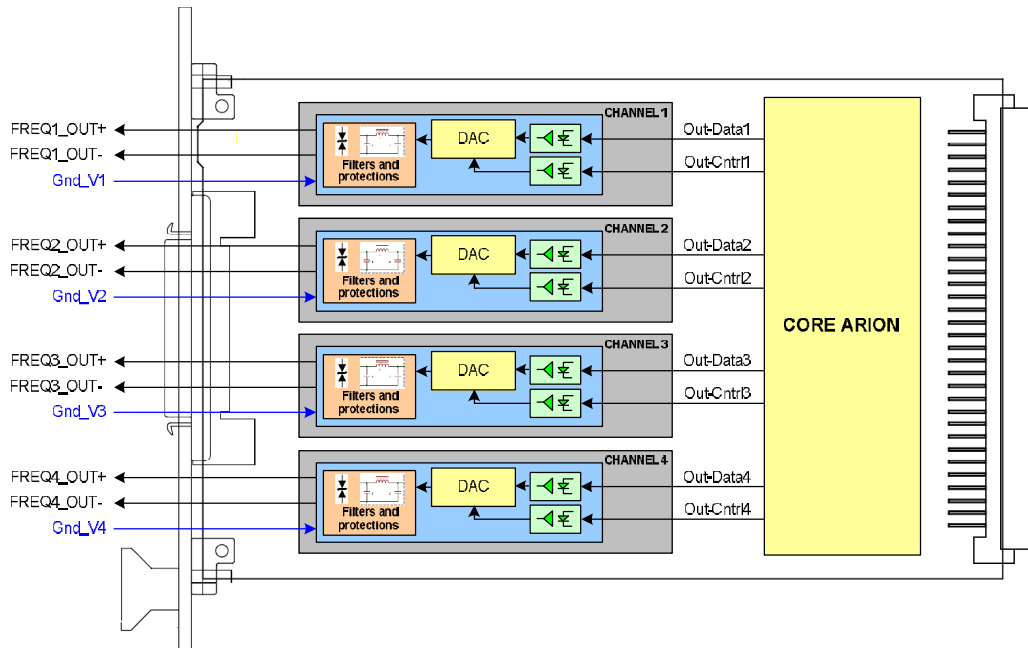 CHANNEL 1
FREQ1_OUT+
FREQ1_OUT-
Gnd_V1
Filters and
protections
DAC
Out-Data1
Out-Cntrl1
CHANNEL 2
FREQ2_OUT+
FREQ2_OUT-
Gnd_V2
Filters and
protections
DAC
Out-Data2
Out-Cntrl2
CORE ARION
CHANNEL 3
FREQ3_OUT+
FREQ3_OUT-
Gnd_V3
Filters and
protections
DAC
Out-Data3
Out-Cntrl3
CHANNEL 4
FREQ4_OUT+
FREQ4_OUT-
Gnd_V4
Filters and
protections
DAC
Out-Data4
Out-Cntrl4